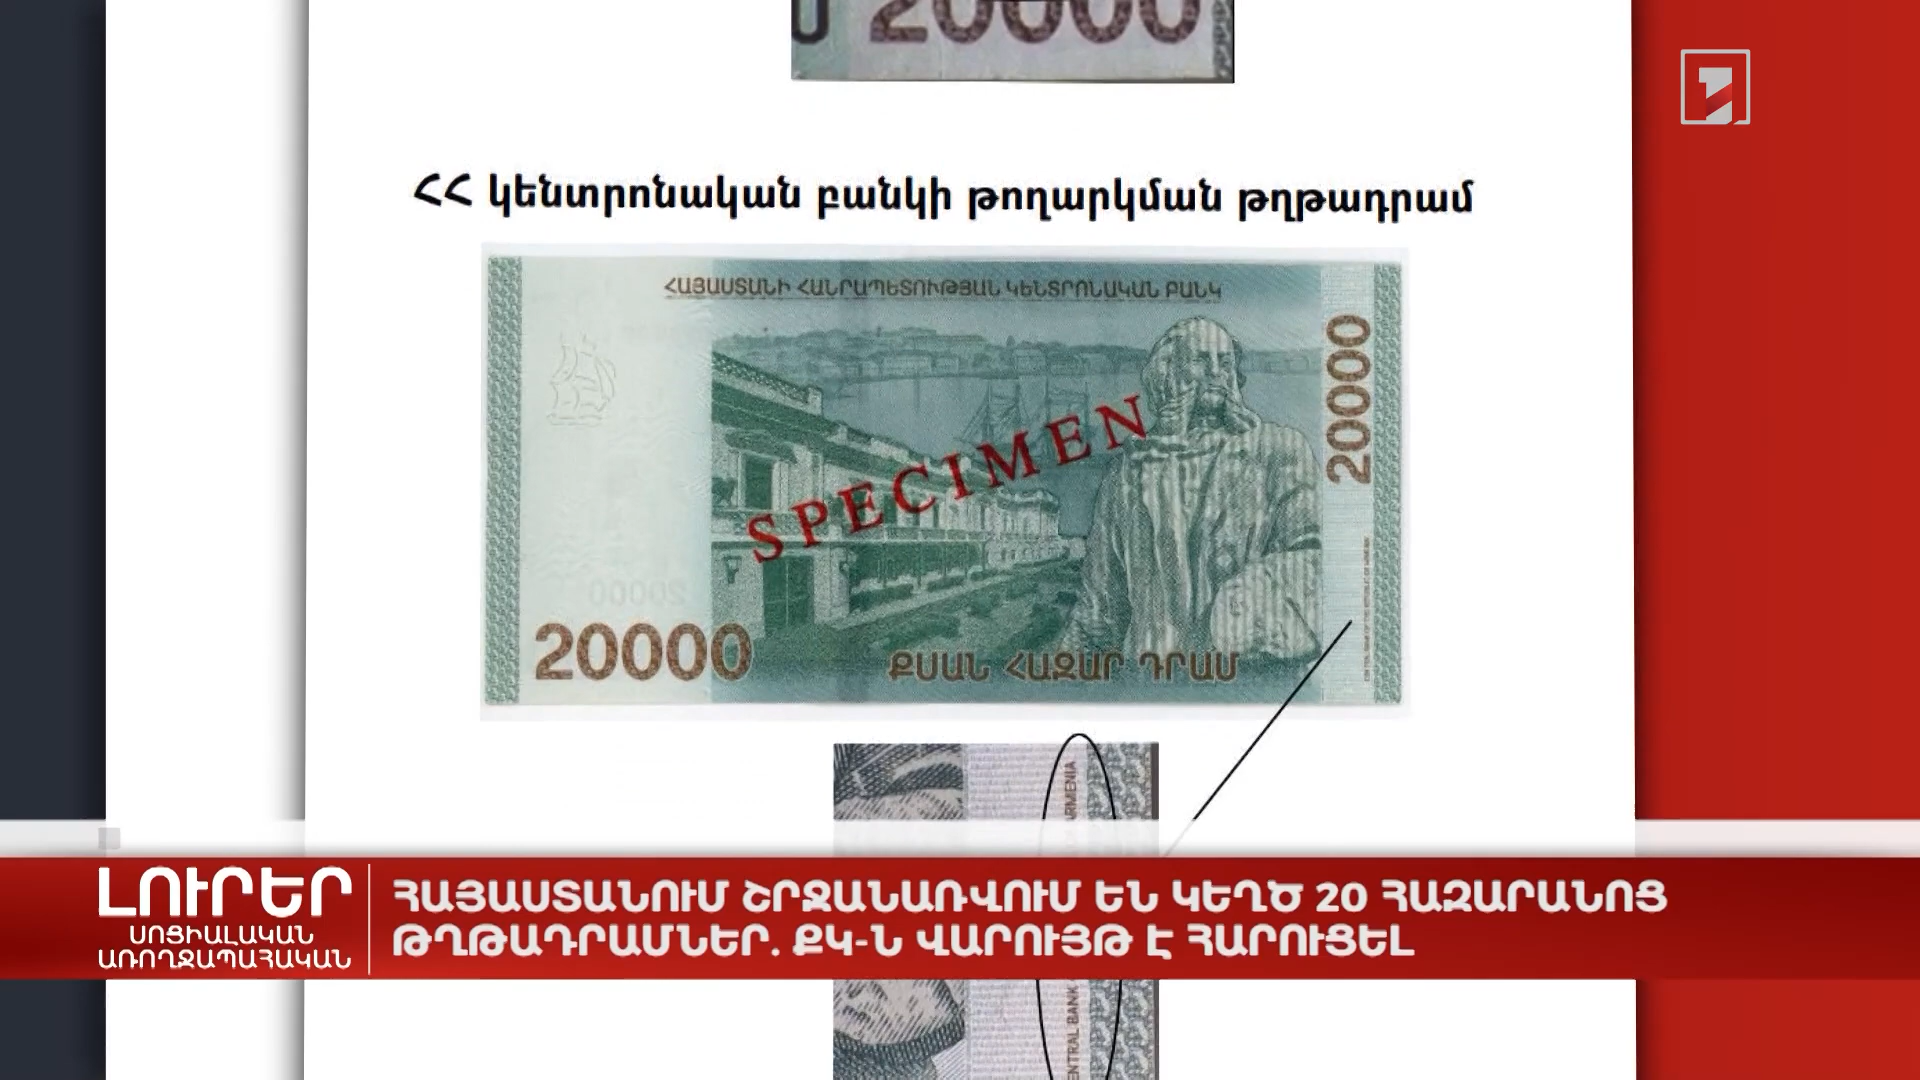 20000
ՀՀ կենտրոնական բանկի թողարկման թղթադրամ
ՀԱՅԱՍՏԱՆԻ ՀԱՆՐԱՊԵՏՈՒԹՅԱՆ ԿԵՆՏՐՈՆԱԿԱՆ ԲԱՆԿ
20000
SPECIMEN
20000
20000
ՔՍԱՆ ՀԱԶԱՐ ԴՐԱՄ
ARMENIA
ԼՈՒՐԵՐ
ՍՈՑԻԱԼԱԿԱՆ
ԱՌՈՂՋԱՊԱՀԱԿԱՆ
ՀԱՅԱՍՏԱՆՈՒՄ ՇՐՋԱՆԱՌՎՈՒՄ ԵՆ ԿԵՂԾ 20 ՀԱԶԱՐԱՆՈՑ
ԹՂԹԱԴՐԱՄՆԵՐ. ՔԿ-Ն ՎԱՐՈՒՅԹ Է ՀԱՐՈՒՑԵԼ
ENTRAL BANK